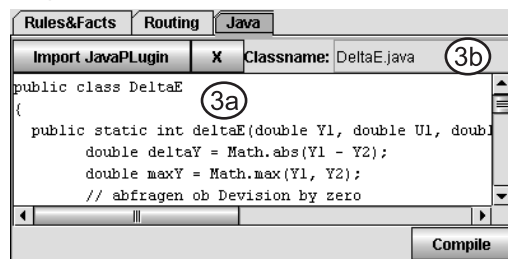 Rules&Facts Routing Java
Import JavaPLugin X Classname: DeltaE.java 3b
public class DeltaE
3a
{
public static int deltaE(double Y1, double U1, doubl
double deltaY = Math.abs(Y1 - Y2);
double maxY = Math.max(Y1, Y2);
// abfragen ob Devision by zero
Compile